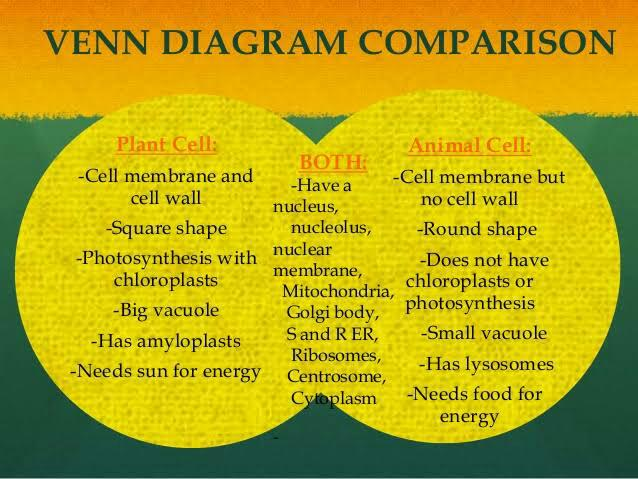 VENN DIAGRAM COMPARISON
Plant Cell:
-Cell membrane and
cell wall
-Square shape
-Photosynthesis with
chloroplasts
-Big vacuole
-Has amyloplasts
-Needs sun for energy
BOTH:
-Have a
nucleus,
nucleolus,
nuclear
membrane,
Mitochondria,
Golgi body,
S and R ER,
Ribosomes,
Centrosome,
Cytoplasm
-
Animal Cell:
-Cell membrane but
no cell wall
-Round shape
-Does not have
chloroplasts or
photosynthesis
-Small vacuole
-Has lysosomes
-Needs food for
energy